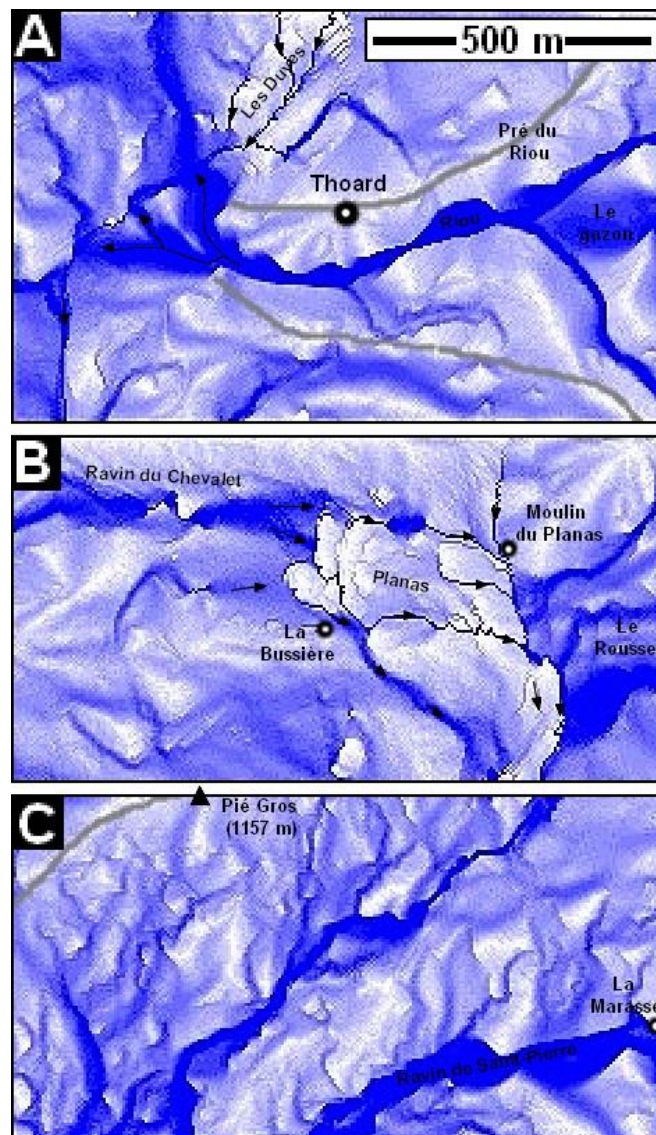 A
500 m
Les Duyes
Pré du
Riou
Thoard
Riou
Le
gazon
B
Ravin du Chevalet
Moulin
du Planas
Planas
La
Bussière
Le
Rousset
C
Pié Gros
(1157 m)
La
Marasse
Ravin de Saint-Pierre